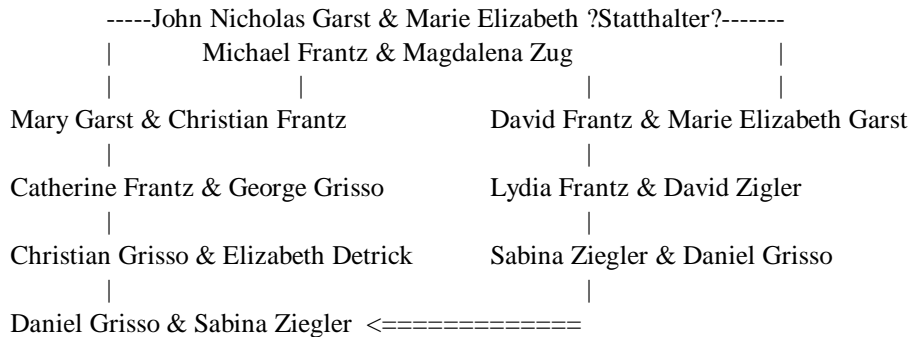 -----John Nicholas Garst & Marie Elizabeth ?Statthalter?-------
| Michael Frantz & Magdalena Zug |
| | | |
Mary Garst & Christian Frantz David Frantz & Marie Elizabeth Garst
| |
Catherine Frantz & George Grisso Lydia Frantz & David Zigler
| |
Christian Grisso & Elizabeth Detrick Sabina Ziegler & Daniel Grisso
| |
Daniel Grisso & Sabina Ziegler <=============